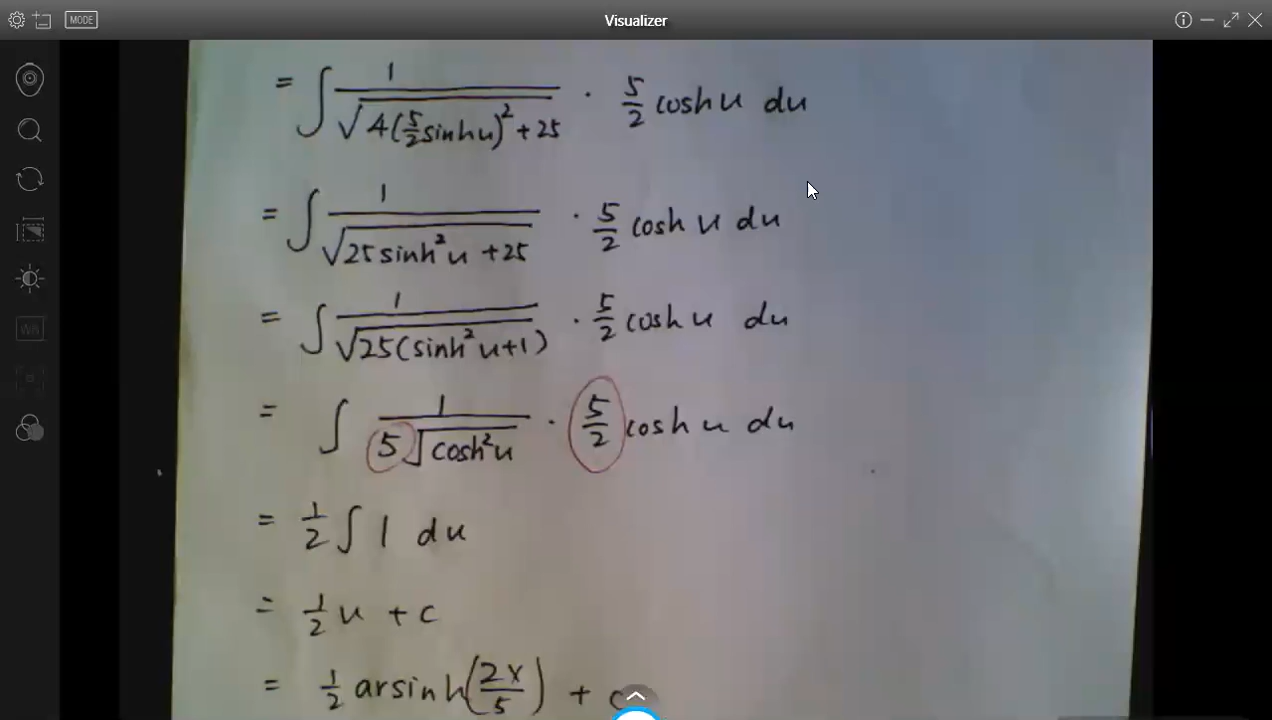 MODE
Visualizer
= ∫ 1/√(4(5/2 sinh u)² + 25) · 5/2 cosh u du
= ∫ 1/√(25 sinh² u + 25) · 5/2 cosh u du
= ∫ 1/√(25(sinh² u + 1)) · 5/2 cosh u du
= ∫ 1/(5√(cosh² u)) · 5/2 cosh u du
= 1/2 ∫ 1 du
= 1/2 u + c
= 1/2 arsinh(2x/5) + c